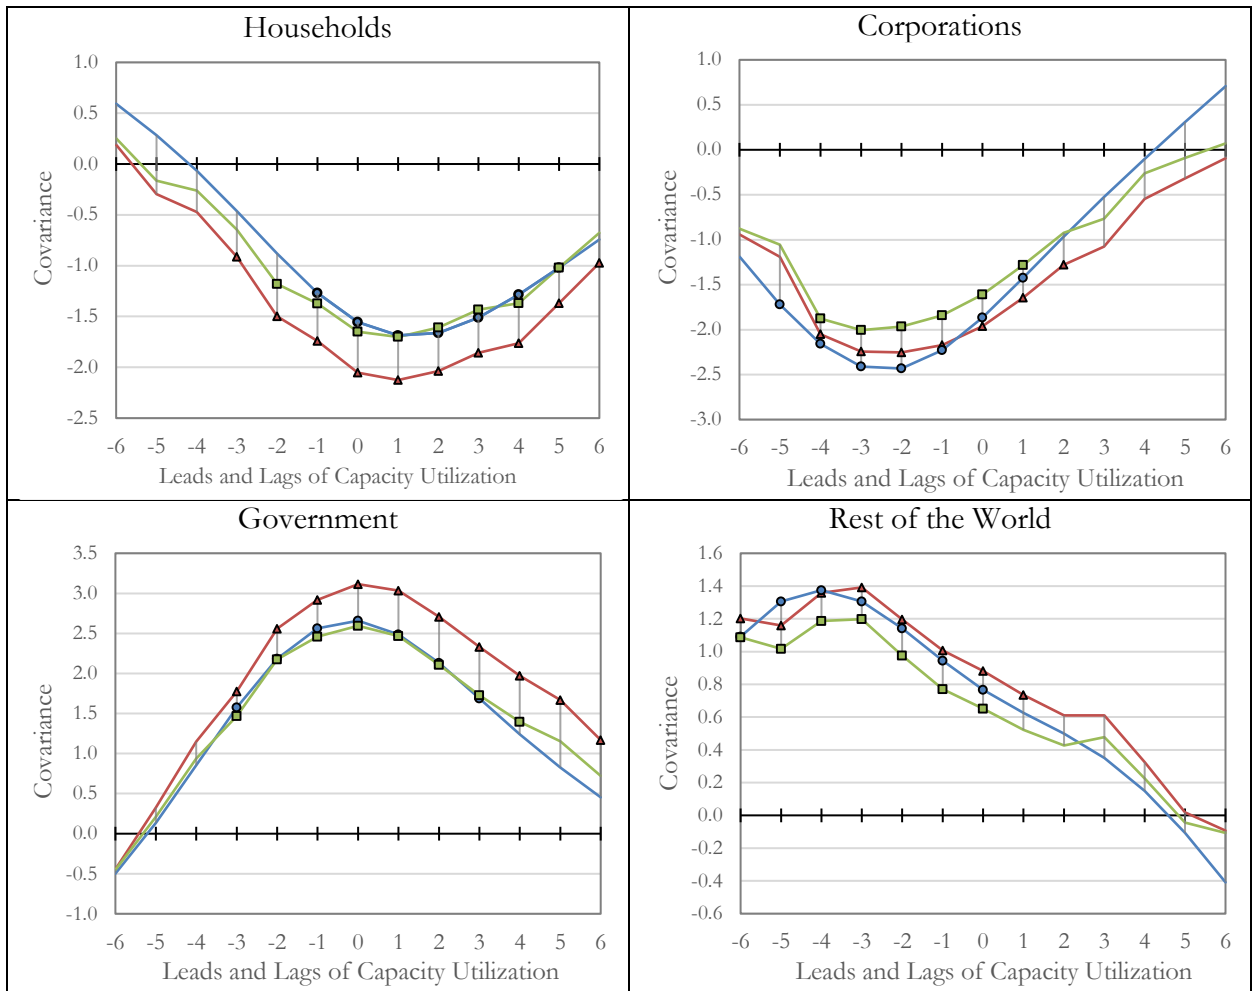 Households
1.0
0.5
0.0
-0.5
-1.0
-1.5
-2.0
-2.5
Covariance
-6 -5 -4 -3 -2 -1 0 1 2 3 4 5 6
Leads and Lags of Capacity Utilization
Corporations
1.0
0.5
0.0
-0.5
-1.0
-1.5
-2.0
-2.5
-3.0
Covariance
-6 -5 -4 -3 -2 -1 0 1 2 3 4 5 6
Leads and Lags of Capacity Utilization
Government
3.5
3.0
2.5
2.0
1.5
1.0
0.5
0.0
-0.5
-1.0
Covariance
-6 -5 -4 -3 -2 -1 0 1 2 3 4 5 6
Leads and Lags of Capacity Utilization
Rest of the World
1.6
1.4
1.2
1.0
0.8
0.6
0.4
0.2
0.0
-0.2
-0.4
-0.6
Covariance
-6 -5 -4 -3 -2 -1 0 1 2 3 4 5 6
Leads and Lags of Capacity Utilization